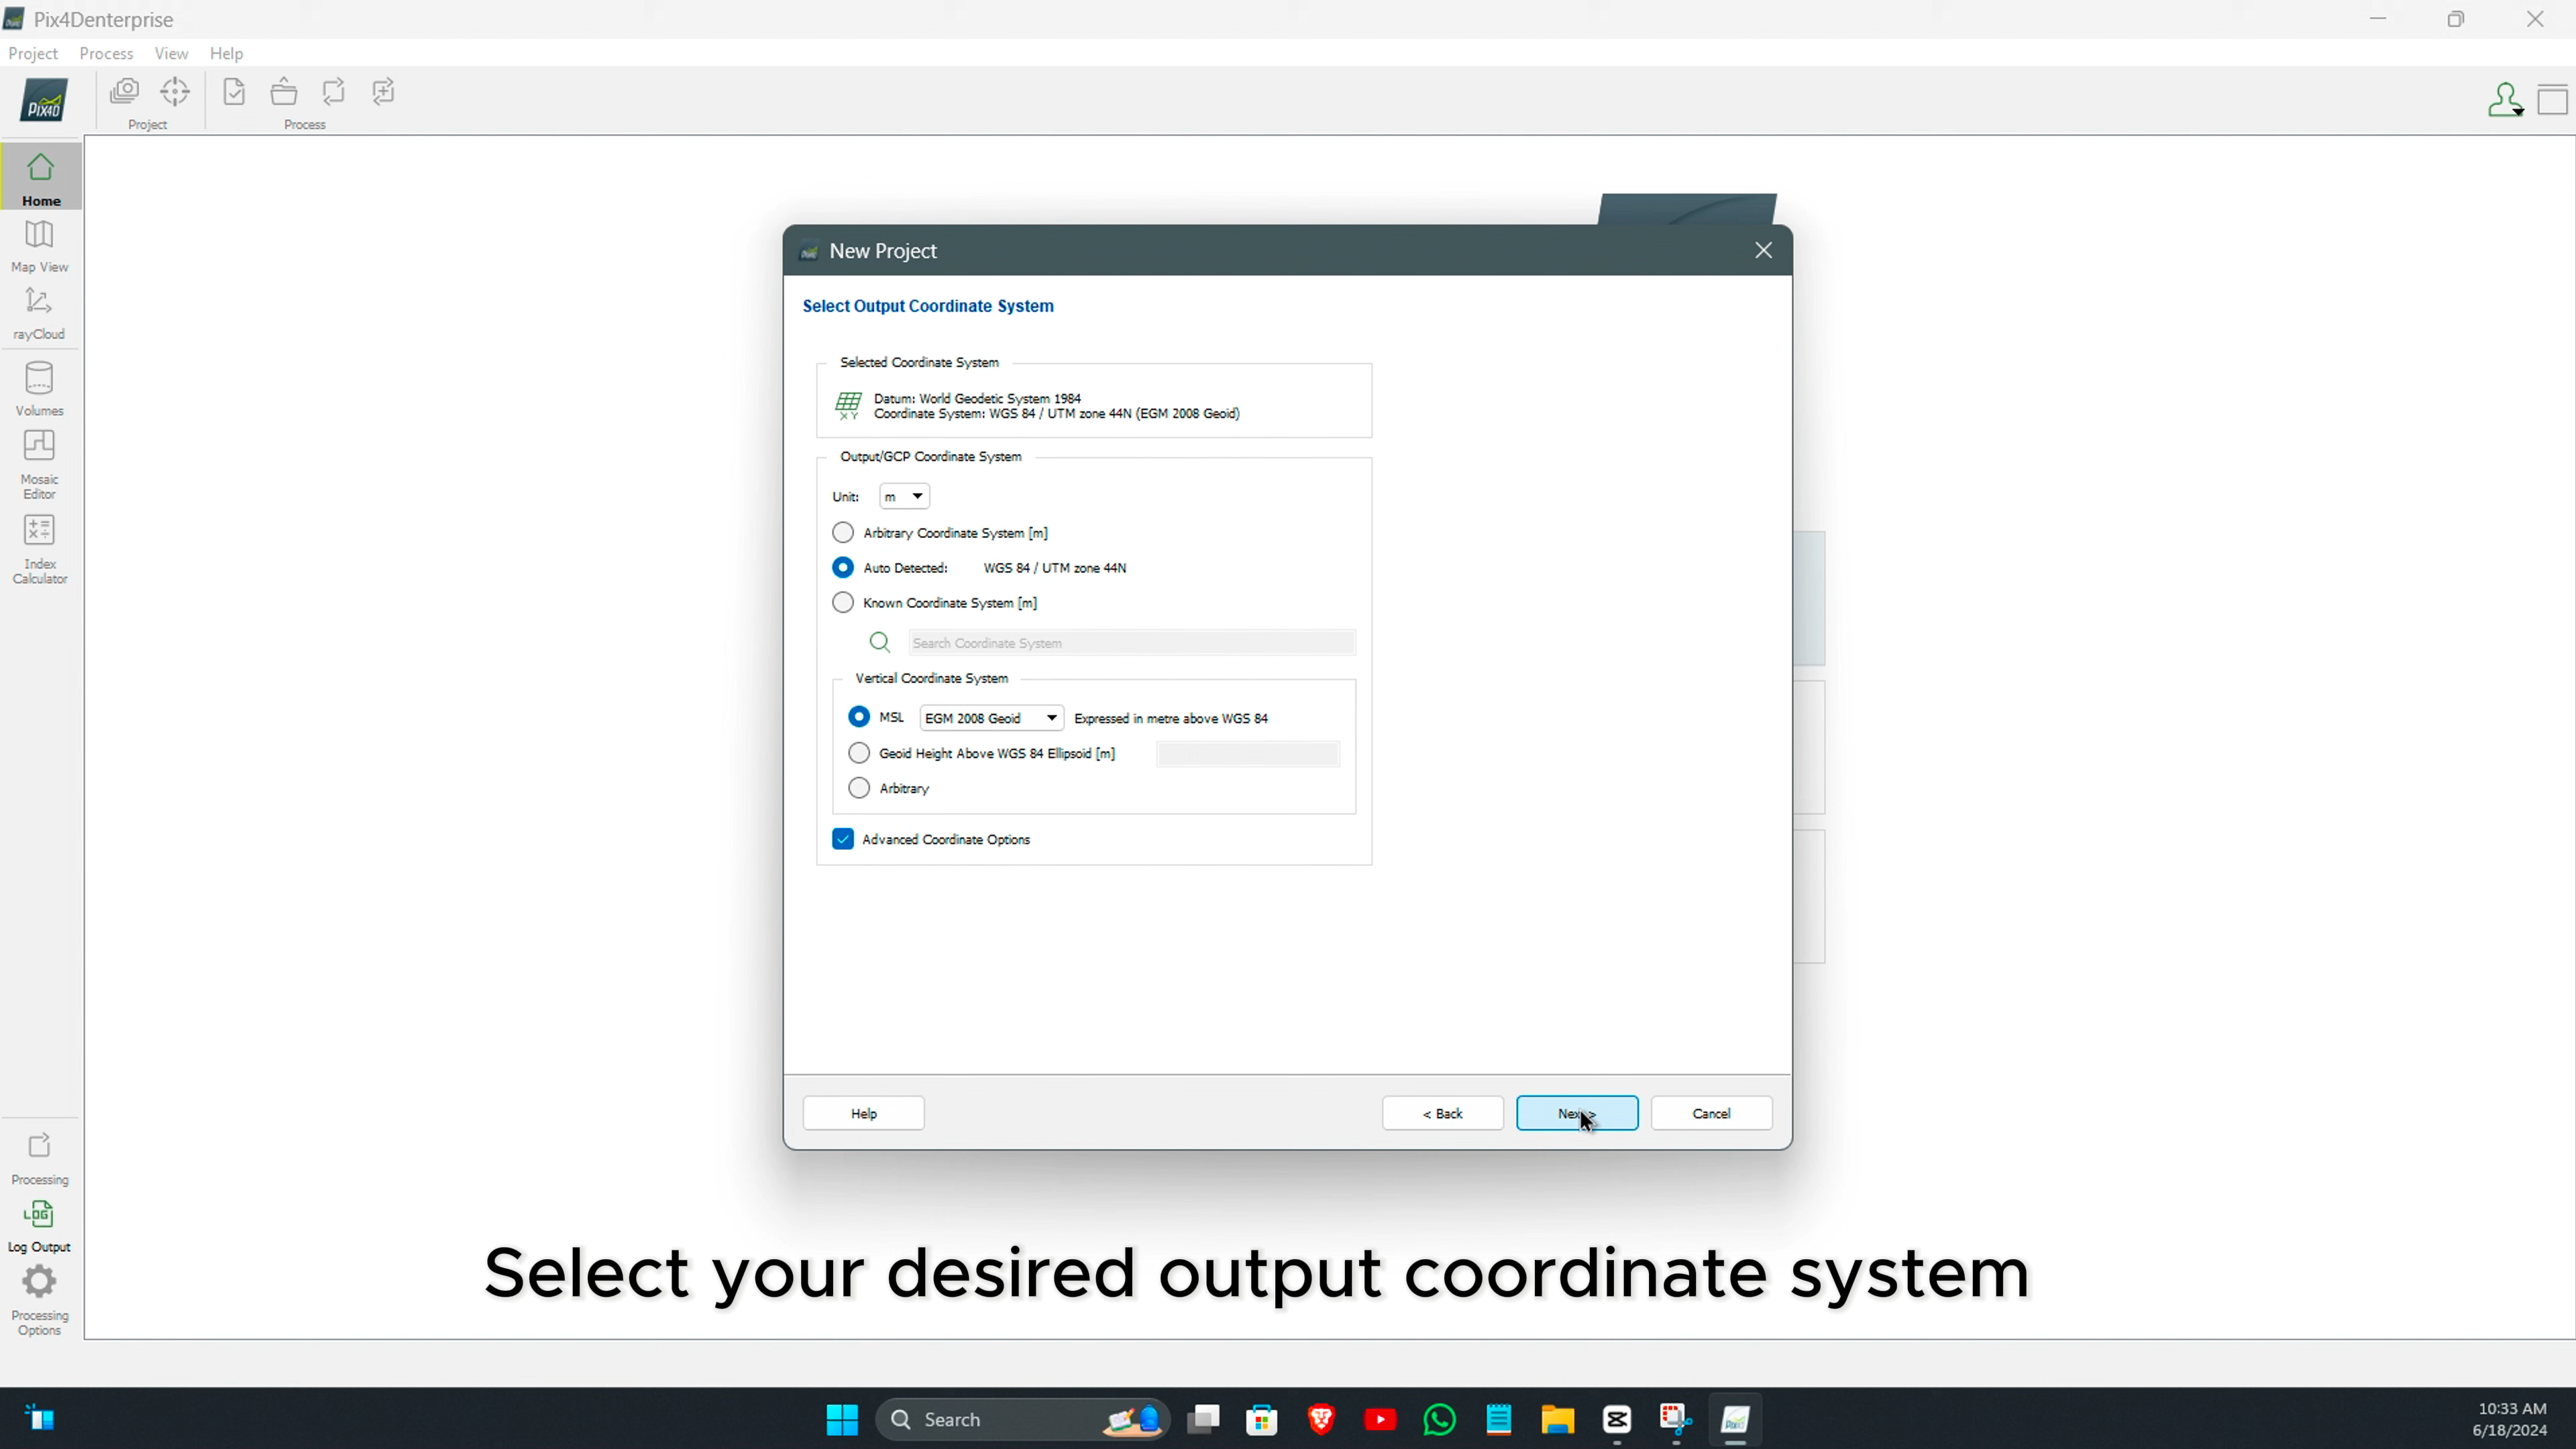 Pix4Denterprise
Project Process View Help
PIX4D
Project
Process
Home
Map View
rayCloud
Volumes
Mosaic
Editor
Index
Calculator
New Project
Select Output Coordinate System
Selected Coordinate System
Datum: World Geodetic System 1984
X Y
Coordinate System: WGS 84 / UTM zone 44N (EGM 2008 Geoid)
Output/GCP Coordinate System
Unit: m
Arbitrary Coordinate System [m]
Auto Detected: WGS 84 / UTM zone 44N
Known Coordinate System [m]
Search Coordinate System
Vertical Coordinate System
MSL EGM 2008 Geoid Expressed in metre above WGS 84
Geoid Height Above WGS 84 Ellipsoid [m]
Arbitrary
Advanced Coordinate Options
Help < Back Next > Cancel
Processing
LOG
Log Output
Processing
Options
Select your desired output coordinate system
Search
10:33 AM
6/18/2024